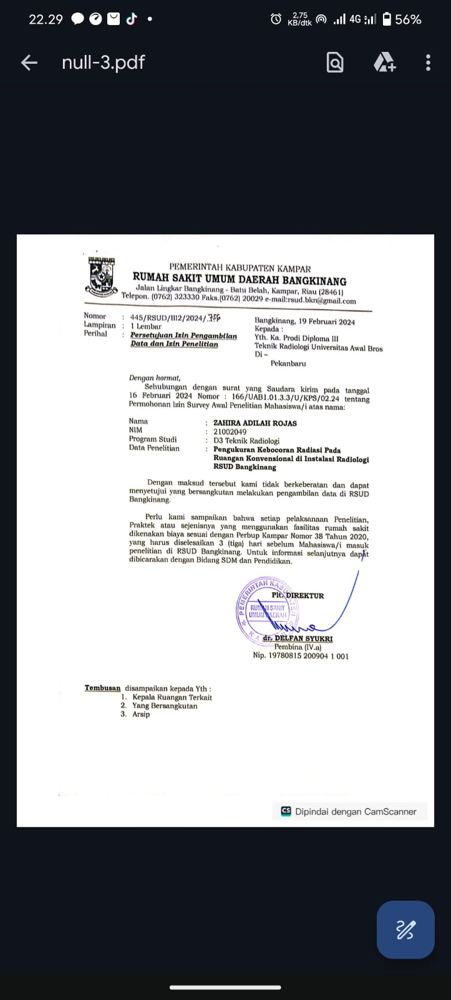 22.29
2,75
KB/dtk
4G
56%
null-3.pdf
PEMERINTAH KABUPATEN KAMPAR
RUMAH SAKIT UMUM DAERAH BANGKINANG
Jalan Lingkar Bangkinang - Batu Belah, Kampar, Riau (28461)
Telepon. (0762) 323330 Faks.(0762) 20029 e-mail:rsud.bkn@gmail.com
Nomor : 445/RSUD/III2/2024/.756
Lampiran : 1 Lembar
Perihal : Persetujuan Izin Pengambilan
Data dan Izin Penelitian
Bangkinang, 19 Februari 2024
Kepada :
Yth. Ka. Prodi Diploma III
Teknik Radiologi Universitas Awal Bros
Di –
Pekanbaru
Dengan hormat,
Sehubungan dengan surat yang Saudara kirim pada tanggal
16 Februari 2024 Nomor : 166/UAB1.01.3.3/U/KPS/02.24 tentang
Permohonan Izin Survey Awal Penelitian Mahasiswa/i atas nama:
Nama : ZAHIRA ADILAH ROJAS
NIM : 21002049
Program Studi : D3 Teknik Radiologi
Data Penelitian : Pengukuran Kebocoran Radiasi Pada
Ruangan Konvensional di Instalasi Radiologi
RSUD Bangkinang
Dengan maksud tersebut kami tidak berkeberatan dan dapat
menyetujui yang bersangkutan melakukan pengambilan data di RSUD
Bangkinang.
Perlu kami sampaikan bahwa setiap pelaksanaan Penelitian,
Praktek atau sejenisnya yang menggunakan fasilitas rumah sakit
dikenakan biaya sesuai dengan Perbup Kampar Nomor 38 Tahun 2020,
yang harus diselesaikan 3 (tiga) hari sebelum Mahasiswa/i masuk
penelitian di RSUD Bangkinang. Untuk informasi selanjutnya dapat
dibicarakan dengan Bidang SDM dan Pendidikan.
PEMERINTAH KABUPATEN
Plt. DIREKTUR
RUMAH SAKIT
UMUM DAERAH
dr. DELFAN SYUKRI
Pembina (IV.a)
Nip. 19780815 200904 1 001
Tembusan disampaikan kepada Yth :
1. Kepala Ruangan Terkait
2. Yang Bersangkutan
3. Arsip
CS Dipindai dengan CamScanner